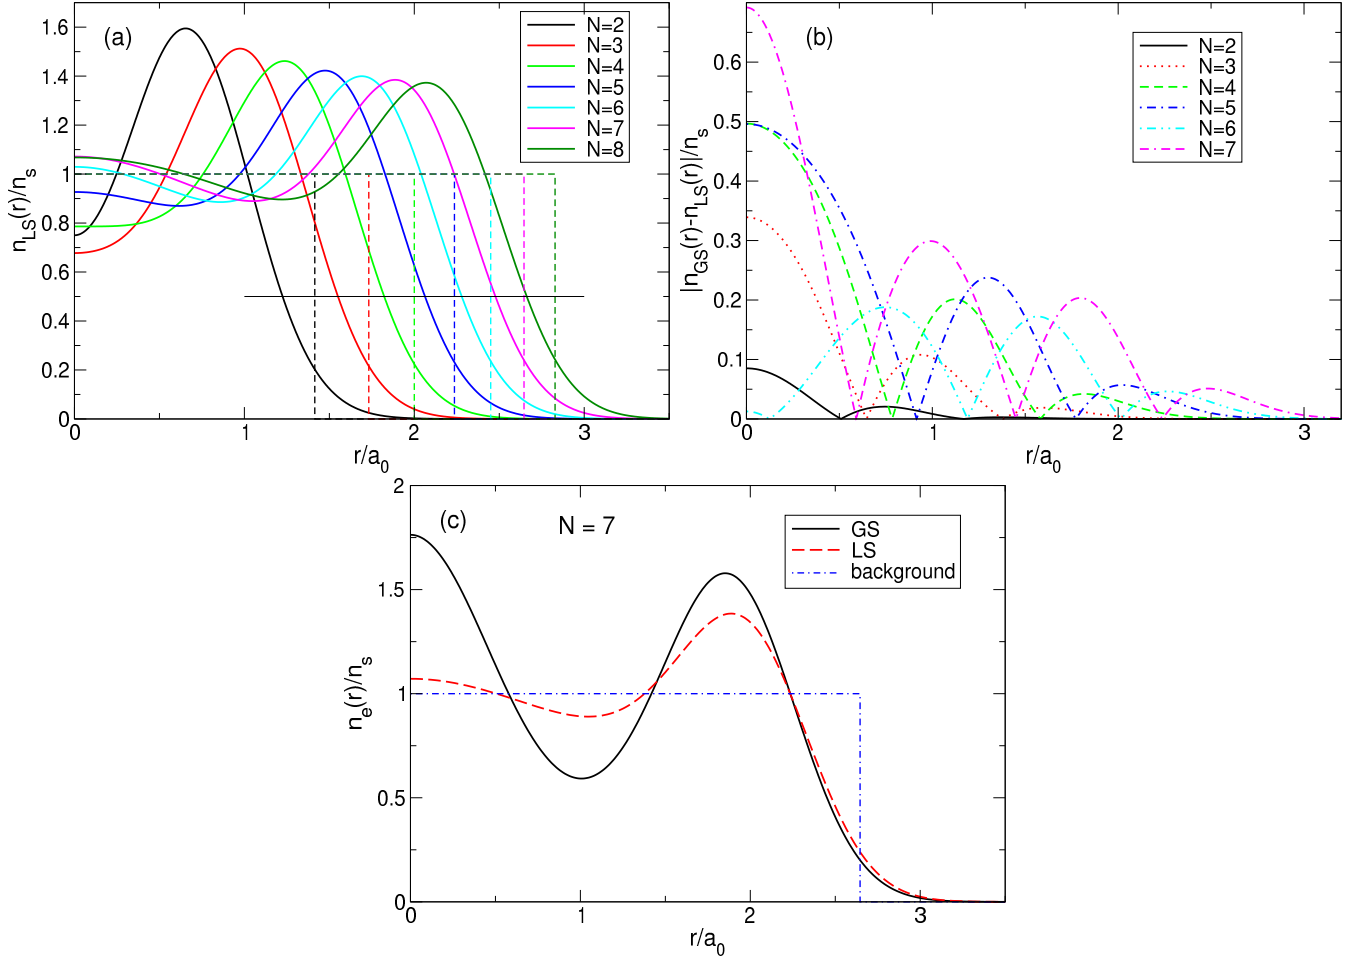 (a)
N=2
N=3
N=4
N=5
N=6
N=7
N=8
1.6
1.4
1.2
1
0.8
0.6
0.4
0.2
0
n_LS(r)/n_s
0 1 2 3
r/a_0
(b)
N=2
N=3
N=4
N=5
N=6
N=7
0.6
0.5
0.4
0.3
0.2
0.1
0
|n_GS(r)-n_LS(r)|/n_s
0 1 2 3
r/a_0
(c)
N = 7
GS
LS
background
2
1.5
1
0.5
0
n_e(r)/n_s
0 1 2 3
r/a_0